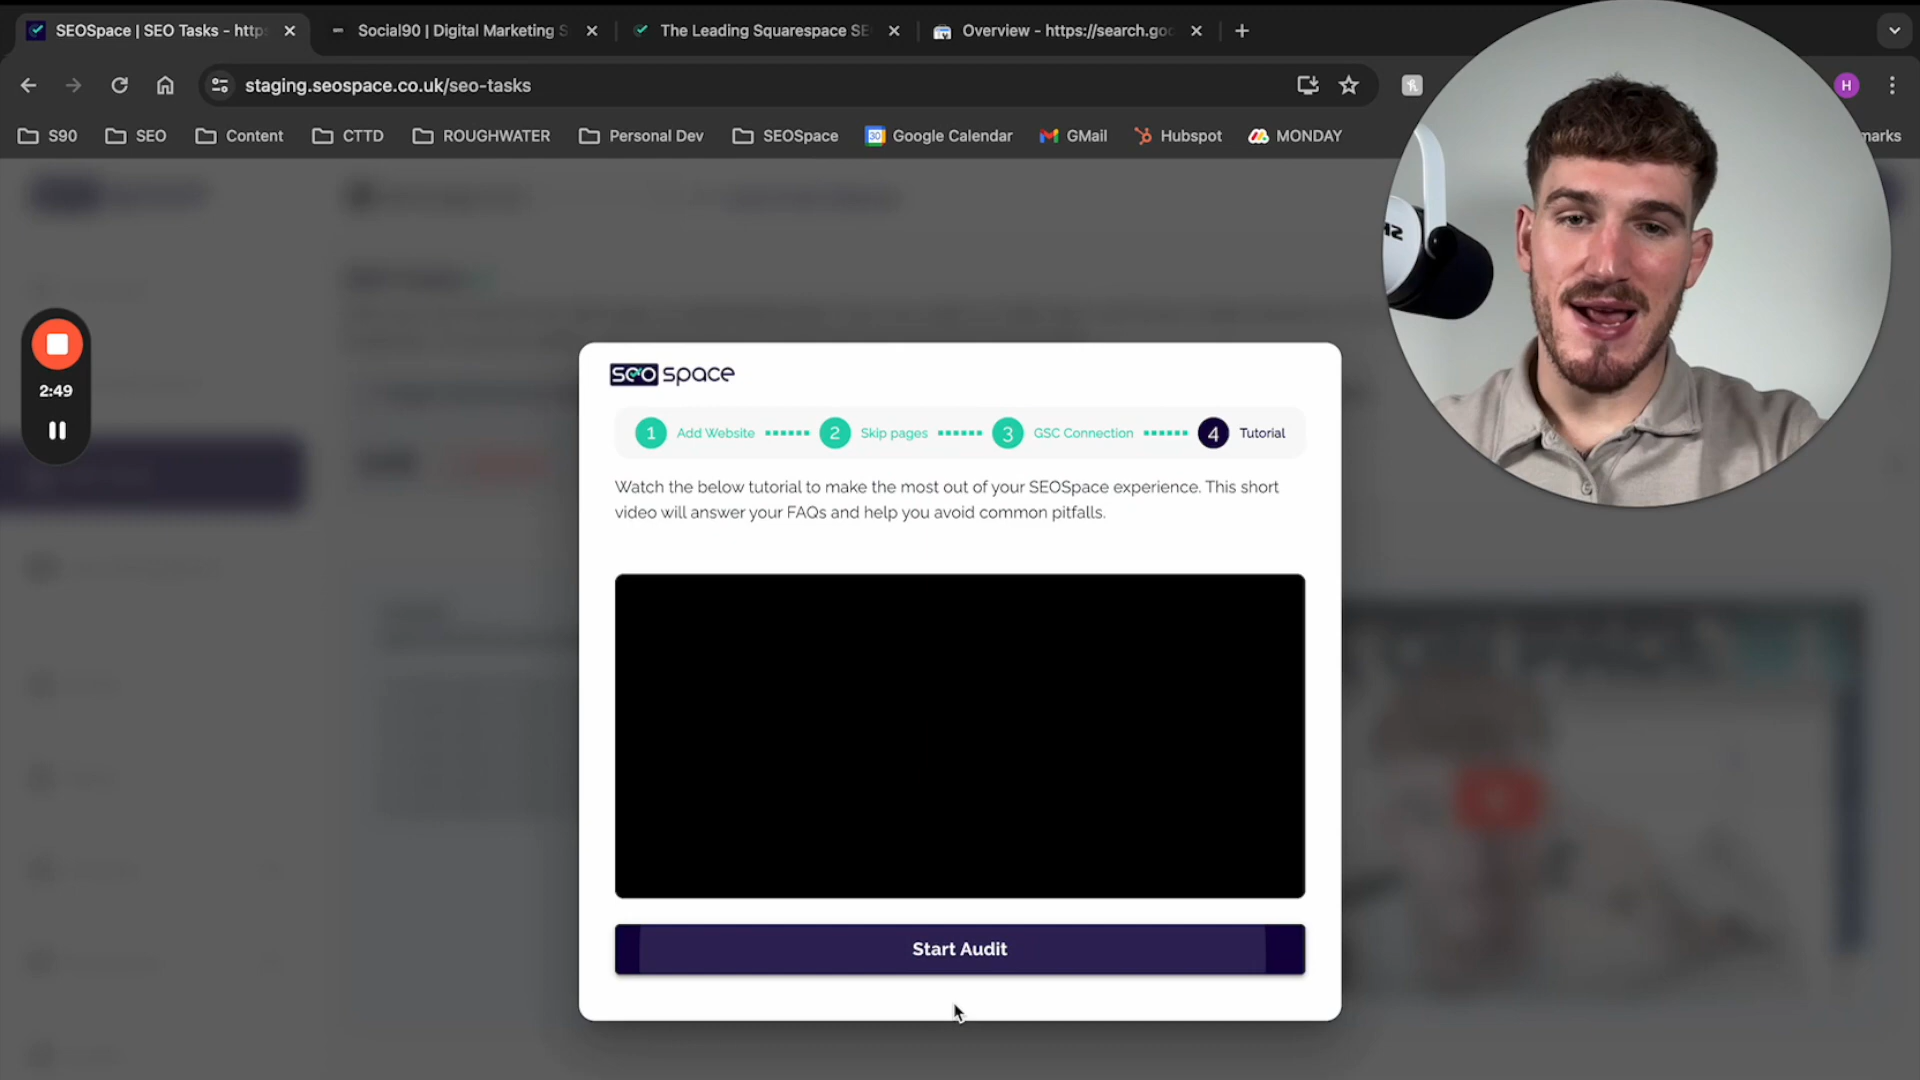 SEOSpace | SEO Tasks - http
Social90 | Digital Marketing S
The Leading Squarespace SE
Overview - https://search.goo
staging.seospace.co.uk/seo-tasks
H
S90
SEO
Content
CTTD
ROUGHWATER
Personal Dev
SEOSpace
30
Google Calendar
GMail
Hubspot
MONDAY
marks
2:49
seo space
1 Add Website
2 Skip pages
3 GSC Connection
4 Tutorial
Watch the below tutorial to make the most out of your SEOSpace experience. This short
video will answer your FAQs and help you avoid common pitfalls.
Start Audit